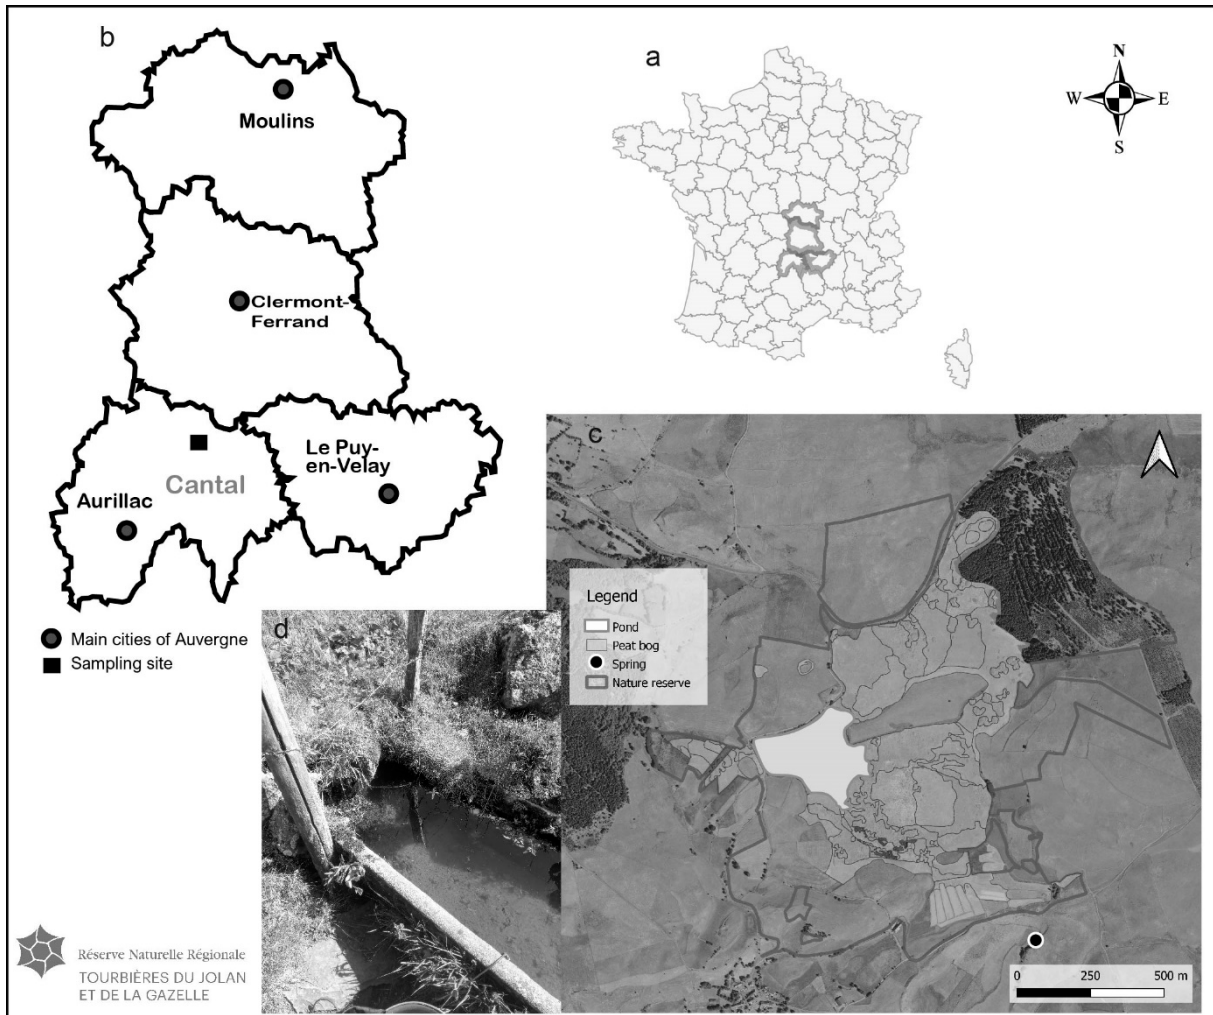 b
Moulins
Clermont-
Ferrand
Le Puy-
en-Velay
Cantal
Aurillac
Main cities of Auvergne
Sampling site
a
N
W
E
S
c
Legend
Pond
Peat bog
Spring
Nature reserve
0 250 500 m
d
Réserve Naturelle Régionale
TOURBIÈRES DU JOLAN
ET DE LA GAZELLE